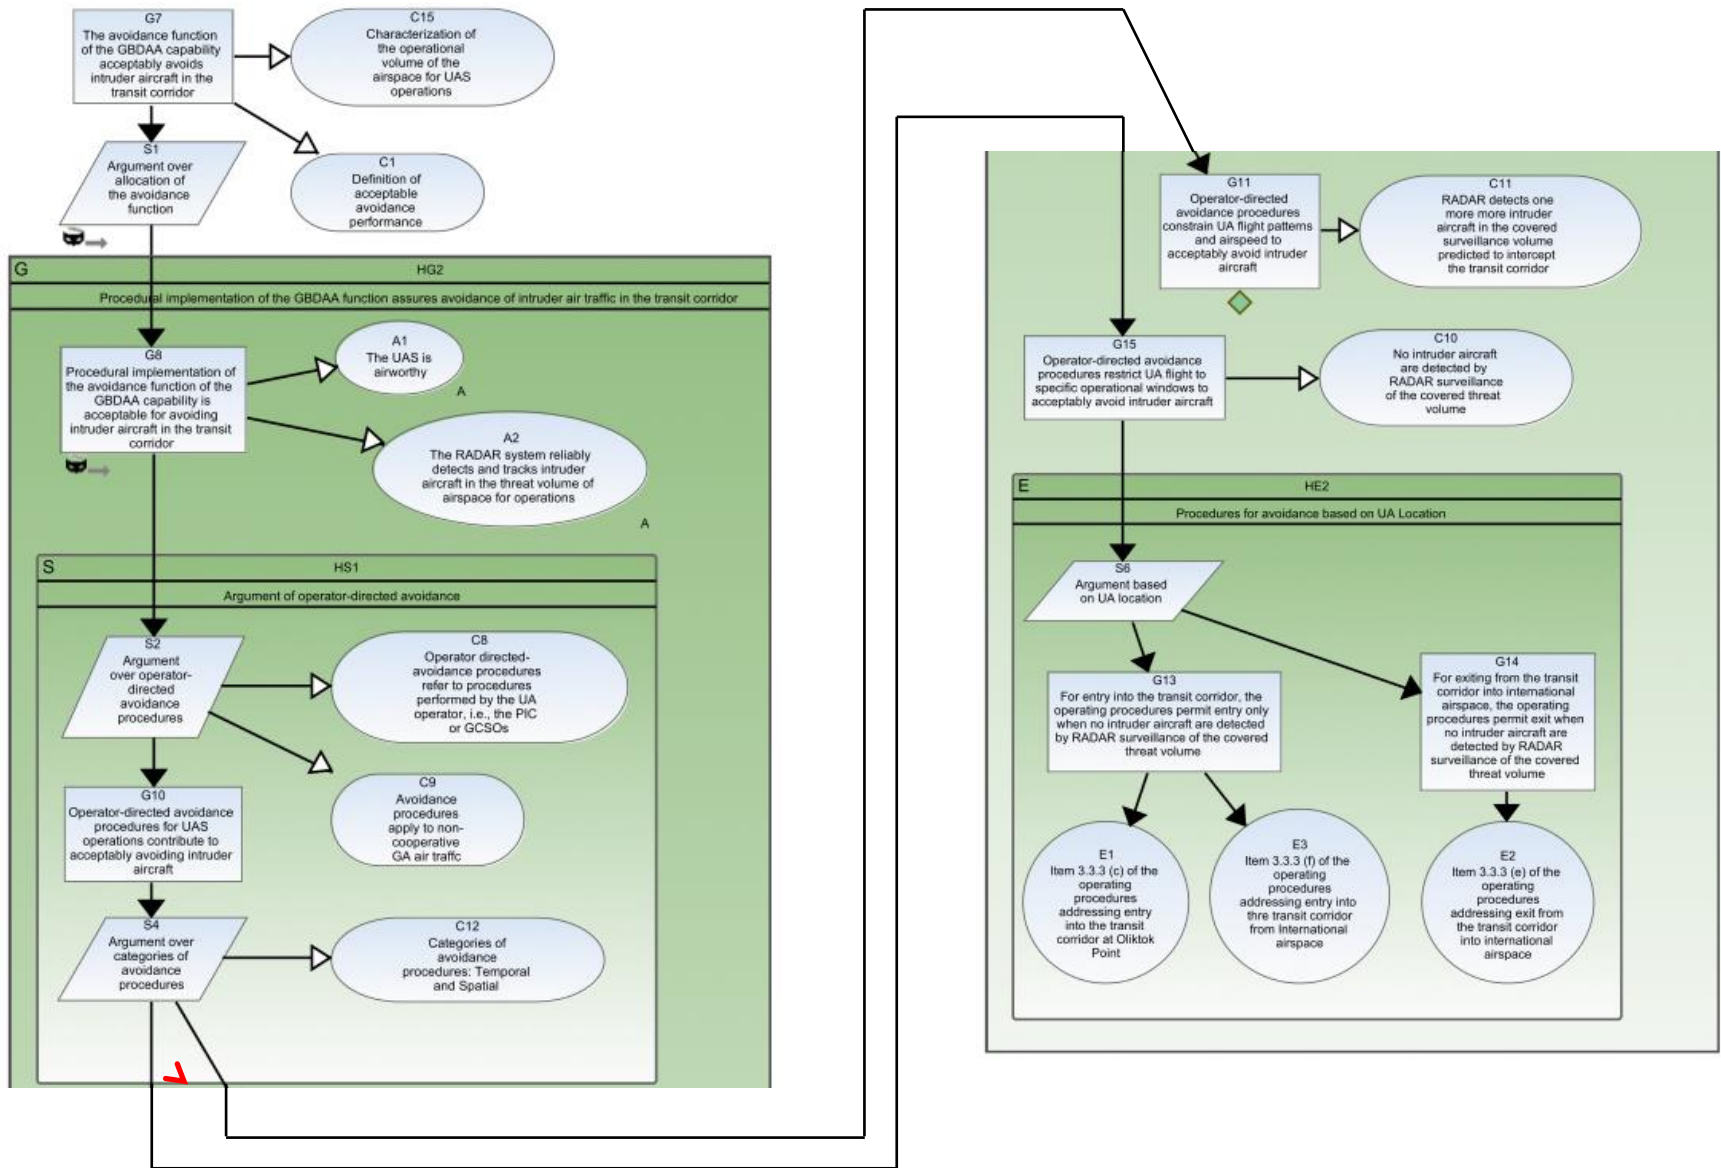 G7
The avoidance function
of the GBDAA capability
acceptably avoids
intruder aircraft in the
transit corridor
C15
Characterization of
the operational
volume of the
airspace for UAS
operations
S1
Argument over
allocation of
the avoidance
function
C1
Definition of
acceptable
avoidance
performance
G
HG2
Procedural implementation of the GBDAA function assures avoidance of intruder air traffic in the transit corridor
G8
Procedural implementation of
the avoidance function of the
GBDAA capability is
acceptable for avoiding
intruder aircraft in the transit
corridor
A1
The UAS is
airworthy
A
A2
The RADAR system reliably
detects and tracks intruder
aircraft in the threat volume of
airspace for operations
A
S
HS1
Argument of operator-directed avoidance
S2
Argument
over operator-
directed
avoidance
procedures
C8
Operator directed-
avoidance procedures
refer to procedures
performed by the UA
operator, i.e., the PIC
or GCSOs
C9
Avoidance
procedures
apply to non-
cooperative
GA air traffc
G10
Operator-directed avoidance
procedures for UAS
operations contribute to
acceptably avoiding intruder
aircraft
S4
Argument over
categories of
avoidance
procedures
C12
Categories of
avoidance
procedures: Temporal
and Spatial
G11
Operator-directed
avoidance procedures
constrain UA flight patterns
and airspeed to
acceptably avoid intruder
aircraft
C11
RADAR detects one
more more intruder
aircraft in the covered
surveillance volume
predicted to intercept
the transit corridor
G15
Operator-directed avoidance
procedures restrict UA flight to
specific operational windows to
acceptably avoid intruder aircraft
C10
No intruder aircraft
are detected by
RADAR surveillance
of the covered threat
volume
E
HE2
Procedures for avoidance based on UA Location
S6
Argument based
on UA location
G13
For entry into the transit corridor, the
operating procedures permit entry only
when no intruder aircraft are detected
by RADAR surveillance of the covered
threat volume
G14
For exiting from the transit
corridor into international
airspace, the operating
procedures permit exit when
no intruder aircraft are
detected by RADAR
surveillance of the covered
threat volume
E1
Item 3.3.3 (c) of the
operating
procedures
addressing entry
into the transit
corridor at Oliktok
Point
E3
Item 3.3.3 (f) of the
operating
procedures
addressing entry into
thre transit corridor
from International
airspace
E2
Item 3.3.3 (e) of the
operating
procedures
addressing exit from
the transit corridor
into international
airspace